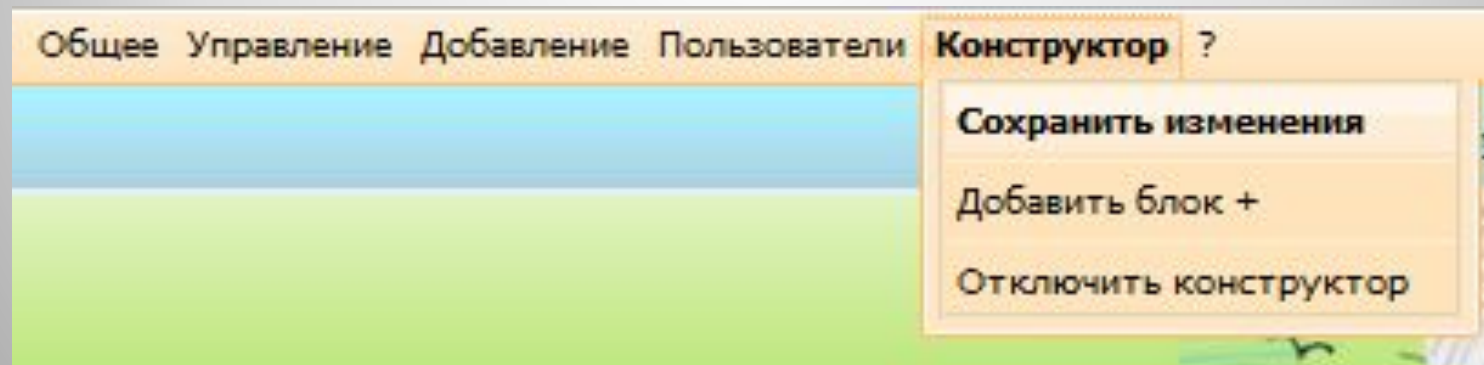 Общее Управление Добавление Пользователи Конструктор ?
Сохранить изменения
Добавить блок +
Отключить конструктор